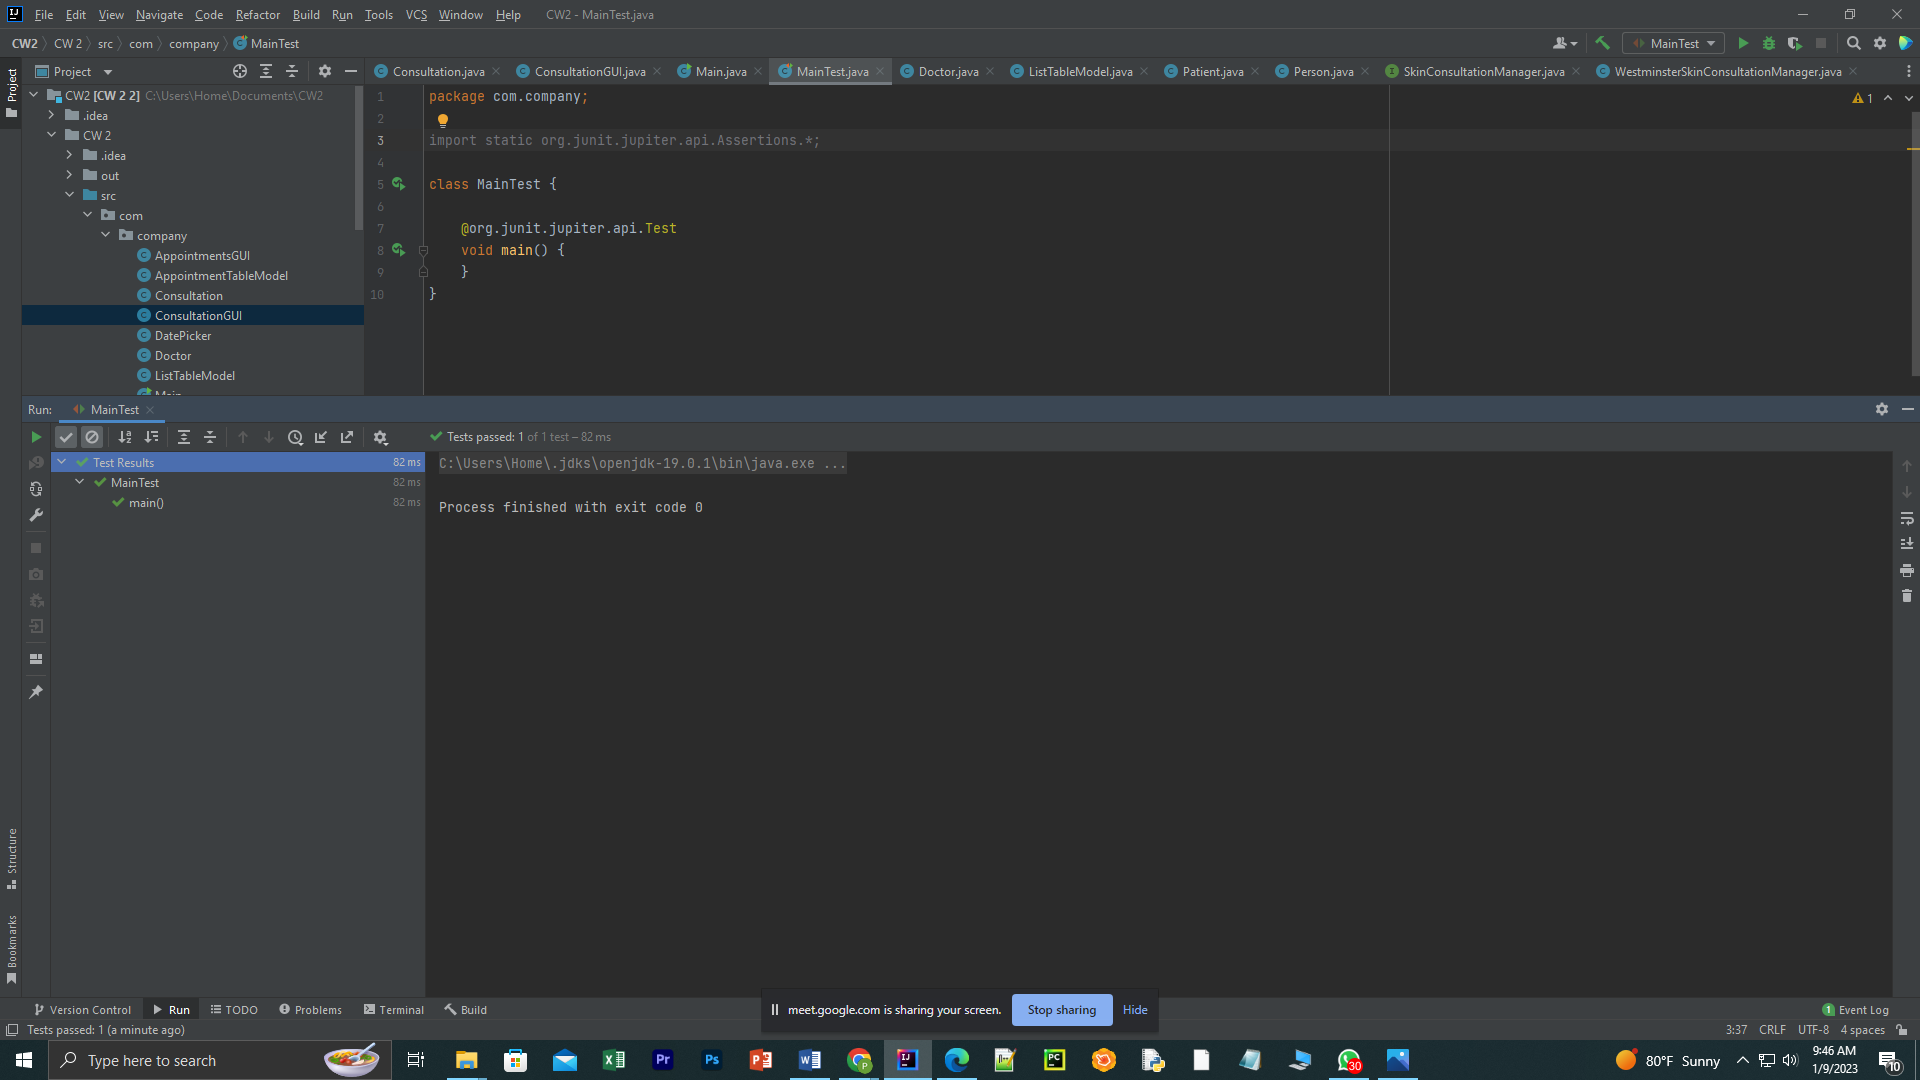 File Edit View Navigate Code Refactor Build Run Tools VCS Window Help CW2 - MainTest.java
CW2 CW 2 src com company MainTest
MainTest
Project
Consultation.java ConsultationGUI.java Main.java MainTest.java Doctor.java ListTableModel.java Patient.java Person.java SkinConsultationManager.java WestminsterSkinConsultationManager.java
Project
CW2 [CW 2 2] C:\Users\Home\Documents\CW2
.idea
CW 2
.idea
out
src
com
company
AppointmentsGUI
AppointmentTableModel
Consultation
ConsultationGUI
DatePicker
Doctor
ListTableModel
Main
1 package com.company;
2
3 import static org.junit.jupiter.api.Assertions.*;
4
5 class MainTest {
6
7 @org.junit.jupiter.api.Test
8 void main() {
9 }
10 }
1
Run: MainTest
Tests passed: 1 of 1 test – 82 ms
Test Results 82 ms
MainTest 82 ms
main() 82 ms
C:\Users\Home\.jdks\openjdk-19.0.1\bin\java.exe ...
Process finished with exit code 0
Structure
Bookmarks
Version Control Run TODO Problems Terminal Build
meet.google.com is sharing your screen. Stop sharing Hide
1 Event Log
Tests passed: 1 (a minute ago)
3:37 CRLF UTF-8 4 spaces
Type here to search
30
80°F Sunny
9:46 AM
1/9/2023
10